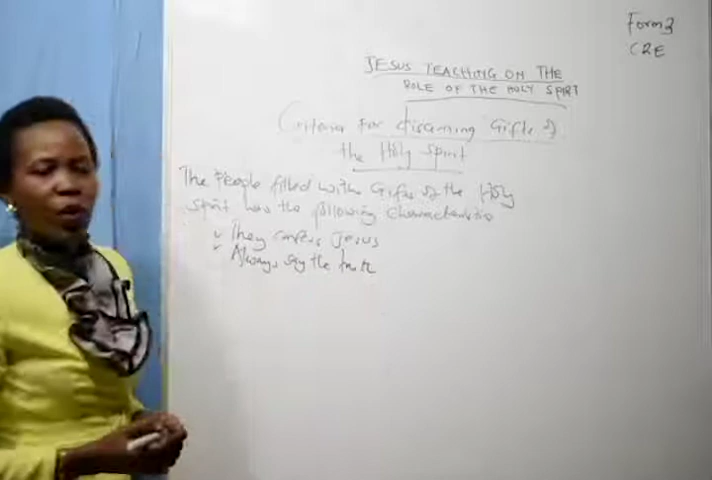 Form 3
CRE
JESUS TEACHING ON THE
ROLE OF THE HOLY SPIRT
Criteria for discerning Gifts of
the Holy Spirit
The People filled with Gifts of the Holy
Spirit has the following characteristic
They confess Jesus
Always say the truth